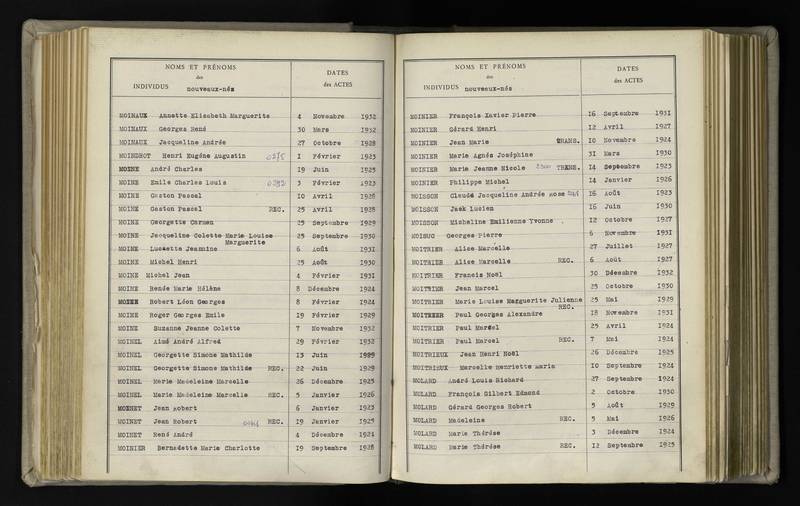 NOMS ET PRÉNOMS
des
INDIVIDUS nouveaux-nés
DATES
des ACTES
MOINAUX Annette Elisabeth Marguerite 4 Novembre 1932
MOINAUX Georges René 30 Mars 1932
MOINAUX Jacqueline Andrée 27 Octobre 1928
MOINDROT Henri Eugène Augustin 1 Février 1923
MOINE André Charles 19 Juin 1923
MOINE Emile Charles Louis 3 Février 1923
MOINE Gaston Pascal 10 Avril 1928
MOINE Gaston Pascal REC. 25 Avril 1928
MOINE Georgette Carmen 25 Septembre 1929
MOINE Jacqueline Colette Marie Louise Marguerite 25 Septembre 1930
MOINE Lucette Jeannine 6 Août 1931
MOINE Michel Henri 25 Août 1930
MOINE Michel Jean 4 Février 1931
MOINE Renée Marie Hélène 8 Décembre 1924
MOINE Robert Léon Georges 8 Février 1924
MOINE Roger Georges Emile 19 Février 1929
MOINE Suzanne Jeanne Colette 7 Novembre 1932
MOINEL Aimé André Alfred 29 Février 1932
MOINEL Georgette Simone Mathilde 13 Juin 1929
MOINEL Georgette Simone Mathilde REC. 22 Juin 1929
MOINEL Marie Madeleine Marcelle 26 Décembre 1925
MOINEL Marie Madeleine Marcelle REC. 5 Janvier 1926
MOINET Jean Robert 6 Janvier 1923
MOINET Jean Robert REC. 19 Janvier 1923
MOINET René André 4 Décembre 1921
MOINIER Bernadette Marie Charlotte 19 Septembre 1928
NOMS ET PRÉNOMS
des
INDIVIDUS nouveaux-nés
DATES
des ACTES
MOINIER François Xavier Pierre 16 Septembre 1931
MOINIER Gérard Henri 12 Avril 1927
MOINIER Jean Marie TRANS. 10 Novembre 1924
MOINIER Marie Agnès Joséphine 31 Mars 1930
MOINIER Marie Jeanne Nicole TRANS. 14 Septembre 1923
MOINIER Philippe Michel 14 Janvier 1926
MOISSON Claude Jacqueline Andrée Rose 16 Août 1923
MOISSON Jack Lucien 16 Juin 1930
MOISSON Micheline Emilienne Yvonne 12 Octobre 1927
Georges Pierre 6 Novembre 1931
MOITRIER Alice Marcelle 27 Juillet 1927
MOITRIER Alice Marcelle REC. 6 Août 1927
MOITRIER Francis Noël 30 Décembre 1932
MOITRIER Jean Marcel 25 Octobre 1930
MOITRIER Marie Louise Marguerite Julienne 25 Mai 1929
MOITRIER Paul Georges Alexandre REC. 18 Novembre 1931
MOITRIER Paul Marcel 25 Avril 1924
MOITRIER Paul Marcel REC. 7 Mai 1924
MOITRIEUX Jean Henri Noël 26 Décembre 1925
MOITRIEUX Marcelle Henriette Marie 10 Septembre 1924
MOLARD André Louis Richard 27 Septembre 1924
MOLARD François Gilbert Edmond 2 Octobre 1930
MOLARD Gérard Georges Robert 5 Août 1929
MOLARD Madeleine REC. 5 Mai 1926
MOLARD Marie Thérèse 3 Décembre 1924
MOLARD Marie Thérèse REC. 12 Septembre 1925